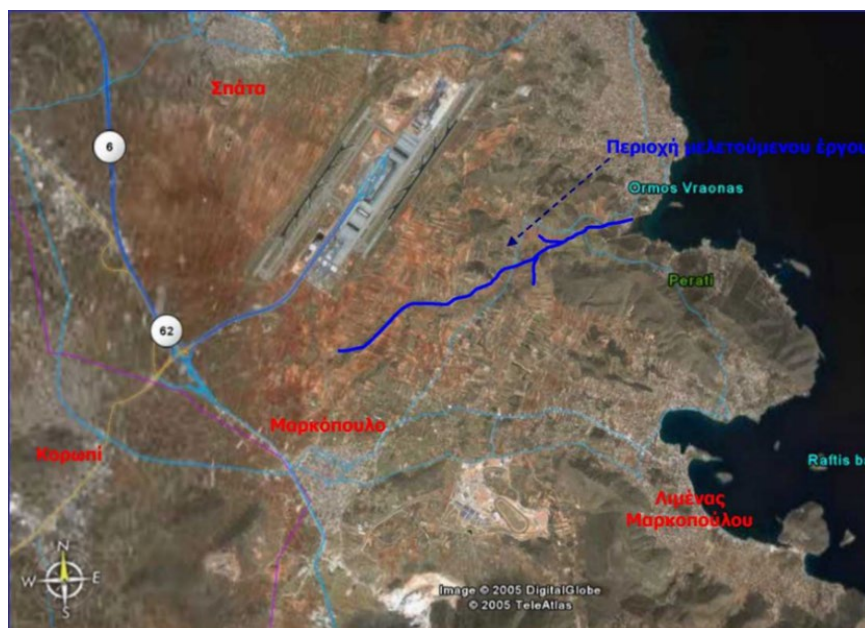 Σπάτα
6
Περιοχή μελετούμενου έργου
Ormos Vraonas
Perati
62
Μαρκόπουλο
Κορωπί
Raftis b
Λιμένας
Μαρκοπούλου
N
W E
S
Image © 2005 DigitalGlobe
© 2005 TeleAtlas